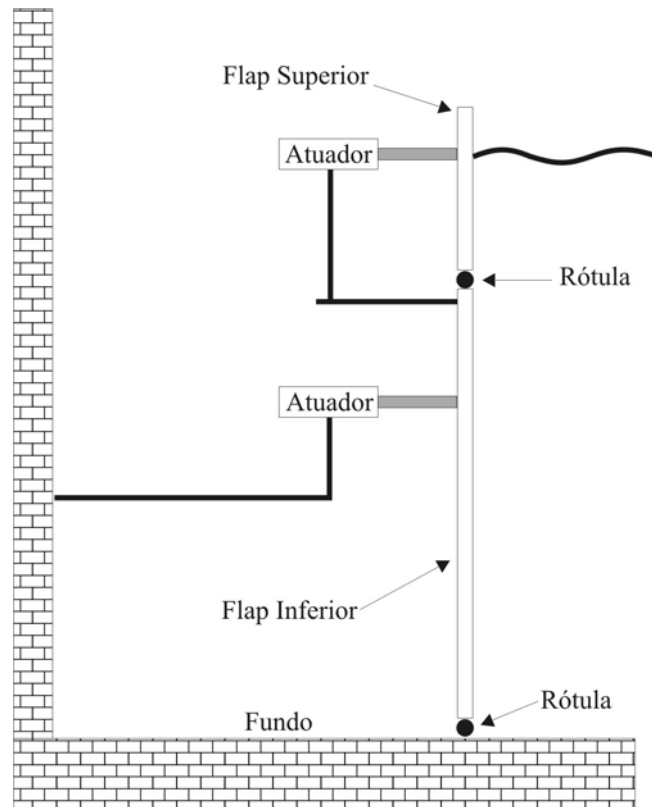 Flap Superior
Atuador
Rótula
Atuador
Flap Inferior
Rótula
Fundo